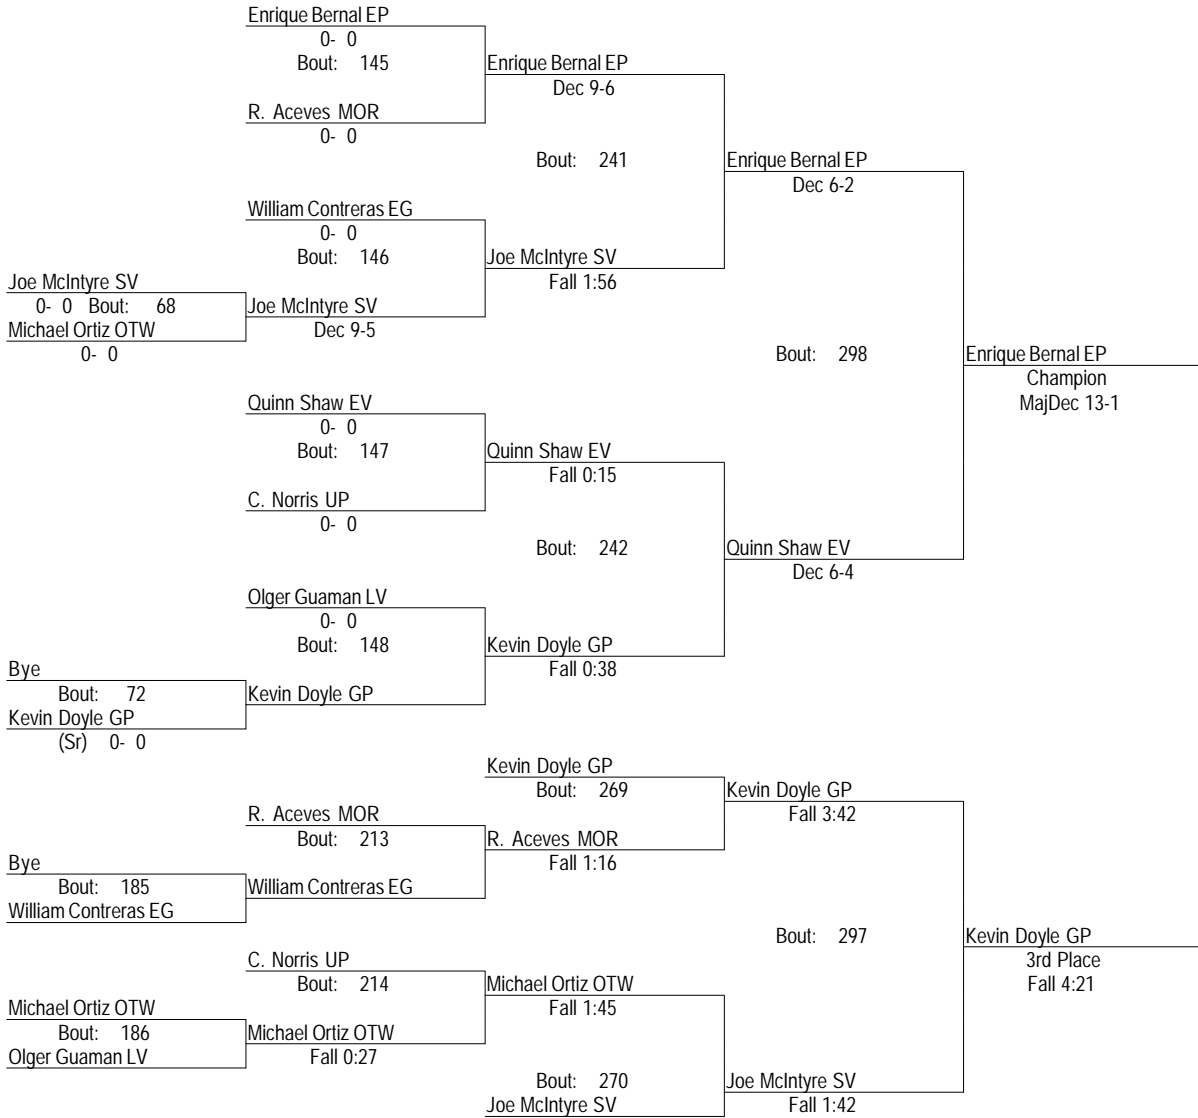 Enrique Bernal EP
0- 0
Bout: 145
Enrique Bernal EP
Dec 9-6
R. Aceves MOR
0- 0
Bout: 241
Enrique Bernal EP
Dec 6-2
William Contreras EG
0- 0
Bout: 146
Joe McIntyre SV
Fall 1:56
Joe McIntyre SV
0- 0 Bout: 68
Joe McIntyre SV
Dec 9-5
Michael Ortiz OTW
0- 0
Bout: 298
Enrique Bernal EP
Champion
MajDec 13-1
Quinn Shaw EV
0- 0
Bout: 147
Quinn Shaw EV
Fall 0:15
C. Norris UP
0- 0
Bout: 242
Quinn Shaw EV
Dec 6-4
Olger Guaman LV
0- 0
Bout: 148
Kevin Doyle GP
Fall 0:38
Bye
Bout: 72
Kevin Doyle GP
Kevin Doyle GP
(Sr) 0- 0
Kevin Doyle GP
Bout: 269
Kevin Doyle GP
Fall 3:42
R. Aceves MOR
Bout: 213
R. Aceves MOR
Fall 1:16
Bye
Bout: 185
William Contreras EG
William Contreras EG
Bout: 297
Kevin Doyle GP
3rd Place
Fall 4:21
C. Norris UP
Bout: 214
Michael Ortiz OTW
Fall 1:45
Michael Ortiz OTW
Bout: 186
Michael Ortiz OTW
Fall 0:27
Olger Guaman LV
Bout: 270
Joe McIntyre SV
Fall 1:42
Joe McIntyre SV